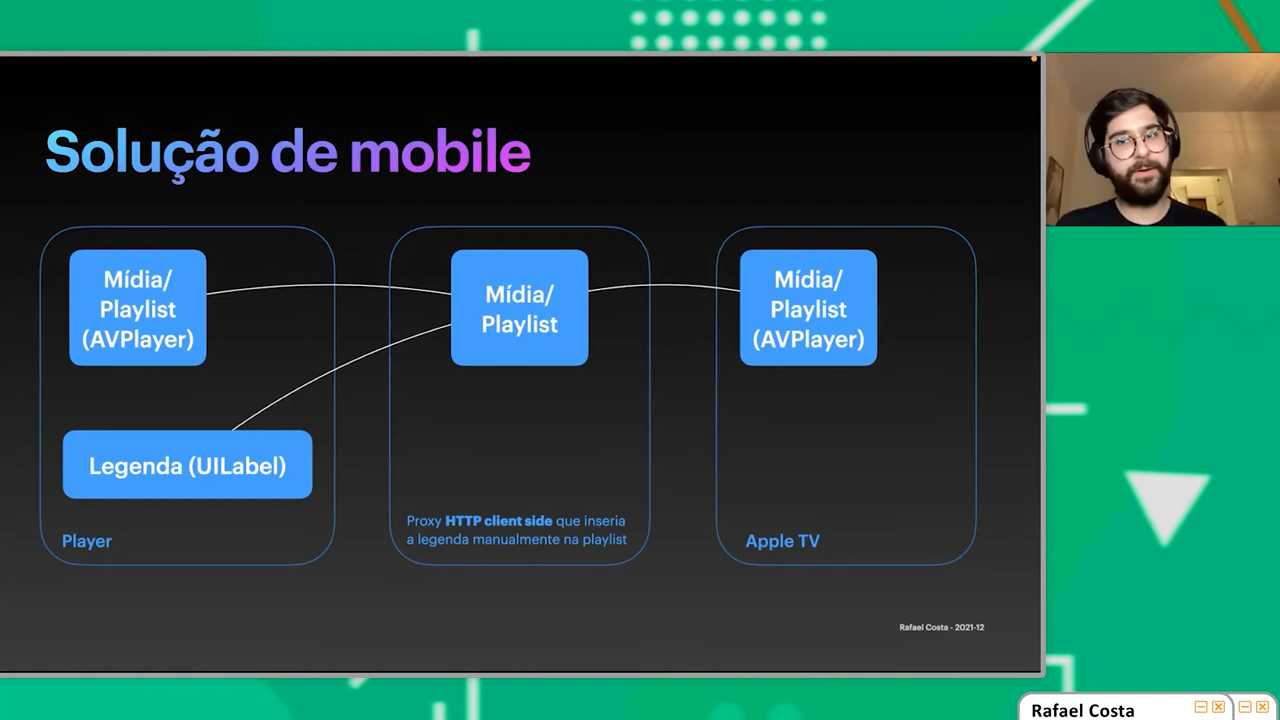 Solução de mobile
Mídia/
Playlist
(AVPlayer)
Legenda (UILabel)
Player
Mídia/
Playlist
Proxy HTTP client side que inseria
a legenda manualmente na playlist
Mídia/
Playlist
(AVPlayer)
Apple TV
Rafael Costa - 2021-12
Rafael Costa